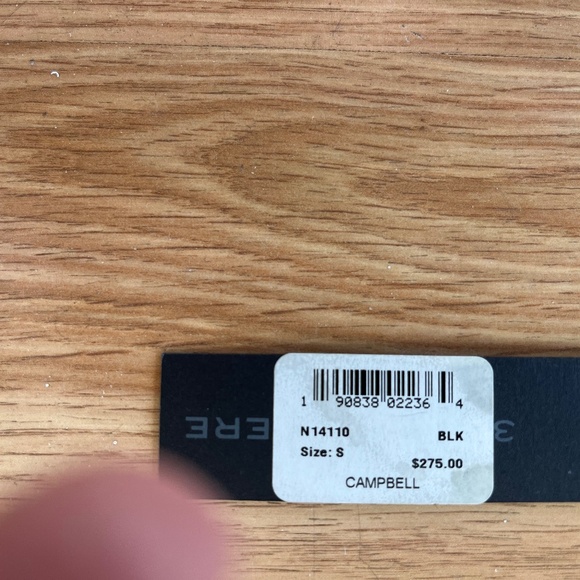 1 90838 02236 4
N14110 BLK
Size: S
$275.00
CAMPBELL